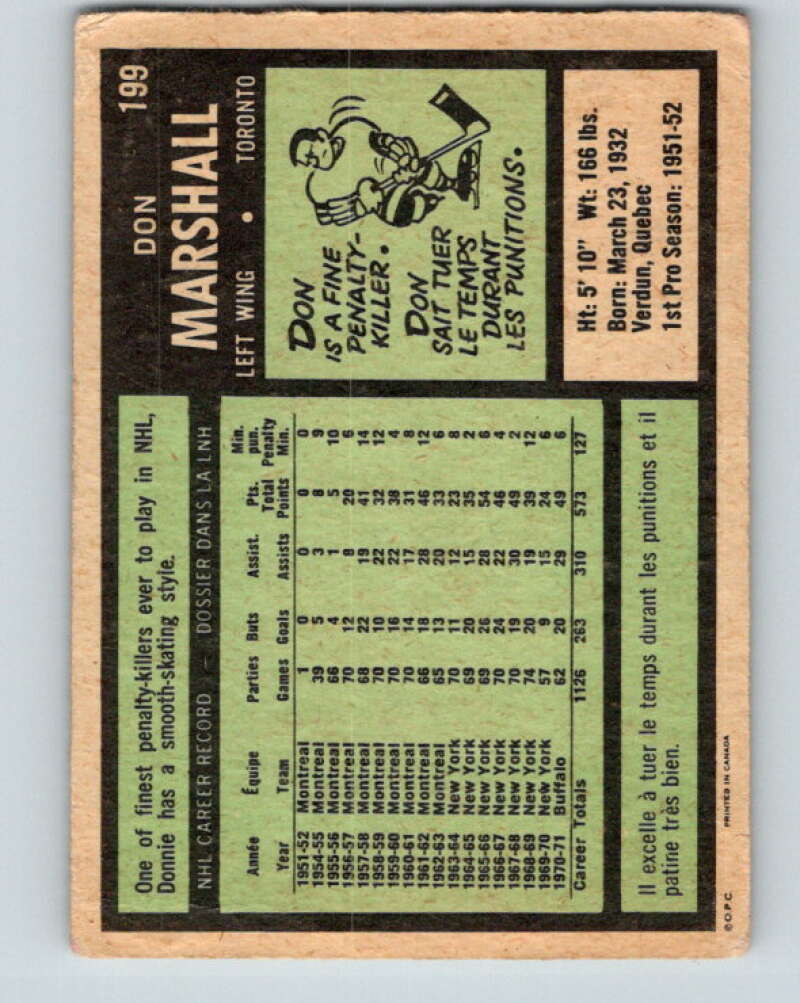 199
DON
MARSHALL
LEFT WING • TORONTO
DON
IS A FINE
PENALTY-
KILLER.
DON
SAIT TUER
LE TEMPS
DURANT
LES PUNITIONS.
Ht: 5' 10" Wt: 166 lbs.
Born: March 23, 1932
Verdun, Quebec
1st Pro Season: 1951-52
One of finest penalty-killers ever to play in NHL,
Donnie has a smooth-skating style.
NHL CAREER RECORD — DOSSIER DANS LA LNH
Année Équipe Parties Buts Assist. Pts. Total Min. pun.
Year Team Games Goals Assists Points Penalty Min.
1951-52 Montreal 1 0 0 0 0
1954-55 Montreal 39 5 3 8 9
1955-56 Montreal 66 4 1 5 10
1956-57 Montreal 70 12 8 20 6
1957-58 Montreal 68 22 19 41 14
1958-59 Montreal 70 10 22 32 12
1959-60 Montreal 70 16 22 38 4
1960-61 Montreal 70 14 17 31 8
1961-62 Montreal 66 18 28 46 12
1962-63 Montreal 65 13 20 33 6
1963-64 New York 70 11 12 23 8
1964-65 New York 69 20 15 35 2
1965-66 New York 69 26 28 54 6
1966-67 New York 70 24 22 46 4
1967-68 New York 70 19 30 49 2
1968-69 New York 74 20 19 39 12
1969-70 New York 57 9 15 24 6
1970-71 Buffalo 62 20 29 49 6
Career Totals 1126 263 310 573 127
Il excelle à tuer le temps durant les punitions et il
patine très bien.
©O.P.C. PRINTED IN CANADA